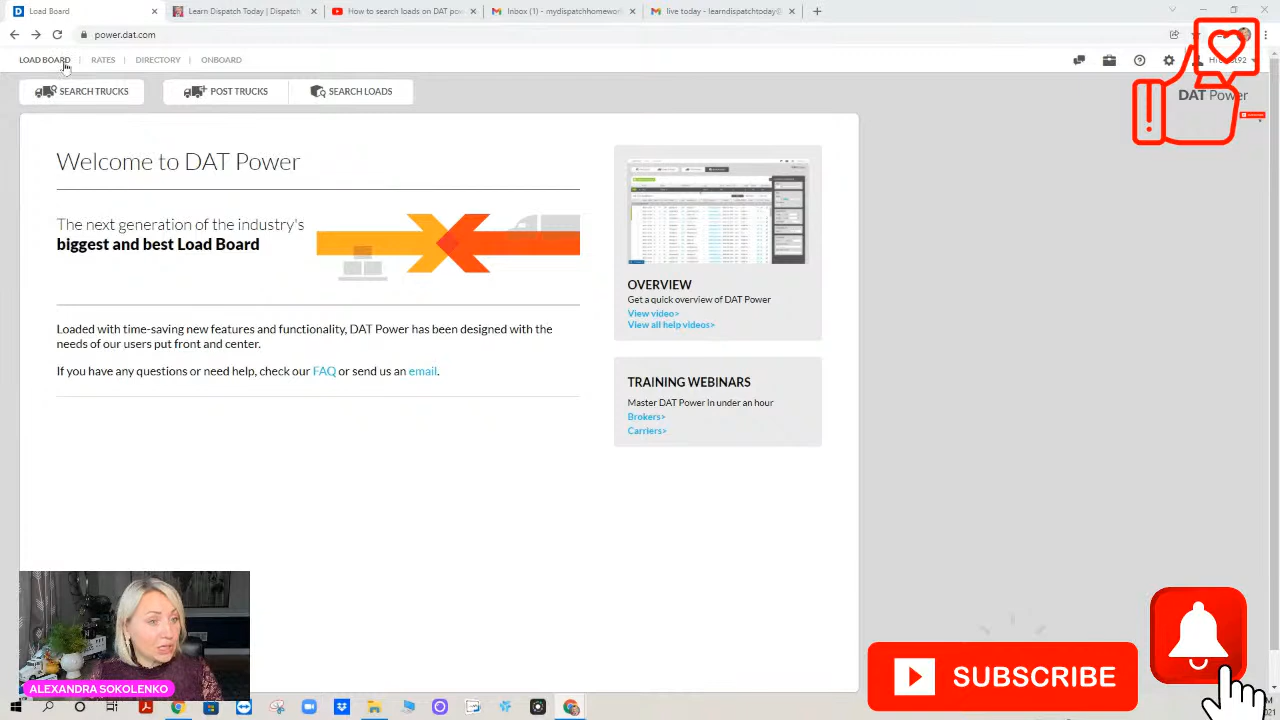 Load Board
Learn Dispatch Today | Dispatch
How to search loads on DAT pow
Inbox (1) - mydispatchhomework
live today - learndispatchtoday@
power.dat.com
LOAD BOARD | RATES | DIRECTORY | ONBOARD
SEARCH TRUCKS
POST TRUCKS
SEARCH LOADS
DAT Power
Welcome to DAT Power
The next generation of the industry's
biggest and best Load Board
Loaded with time-saving new features and functionality, DAT Power has been designed with the
needs of our users put front and center.
If you have any questions or need help, check our FAQ or send us an email.
OVERVIEW
Get a quick overview of DAT Power
View video>
View all help videos>
TRAINING WEBINARS
Master DAT Power In under an hour
Brokers>
Carriers>
ALEXANDRA SOKOLENKO
SUBSCRIBE